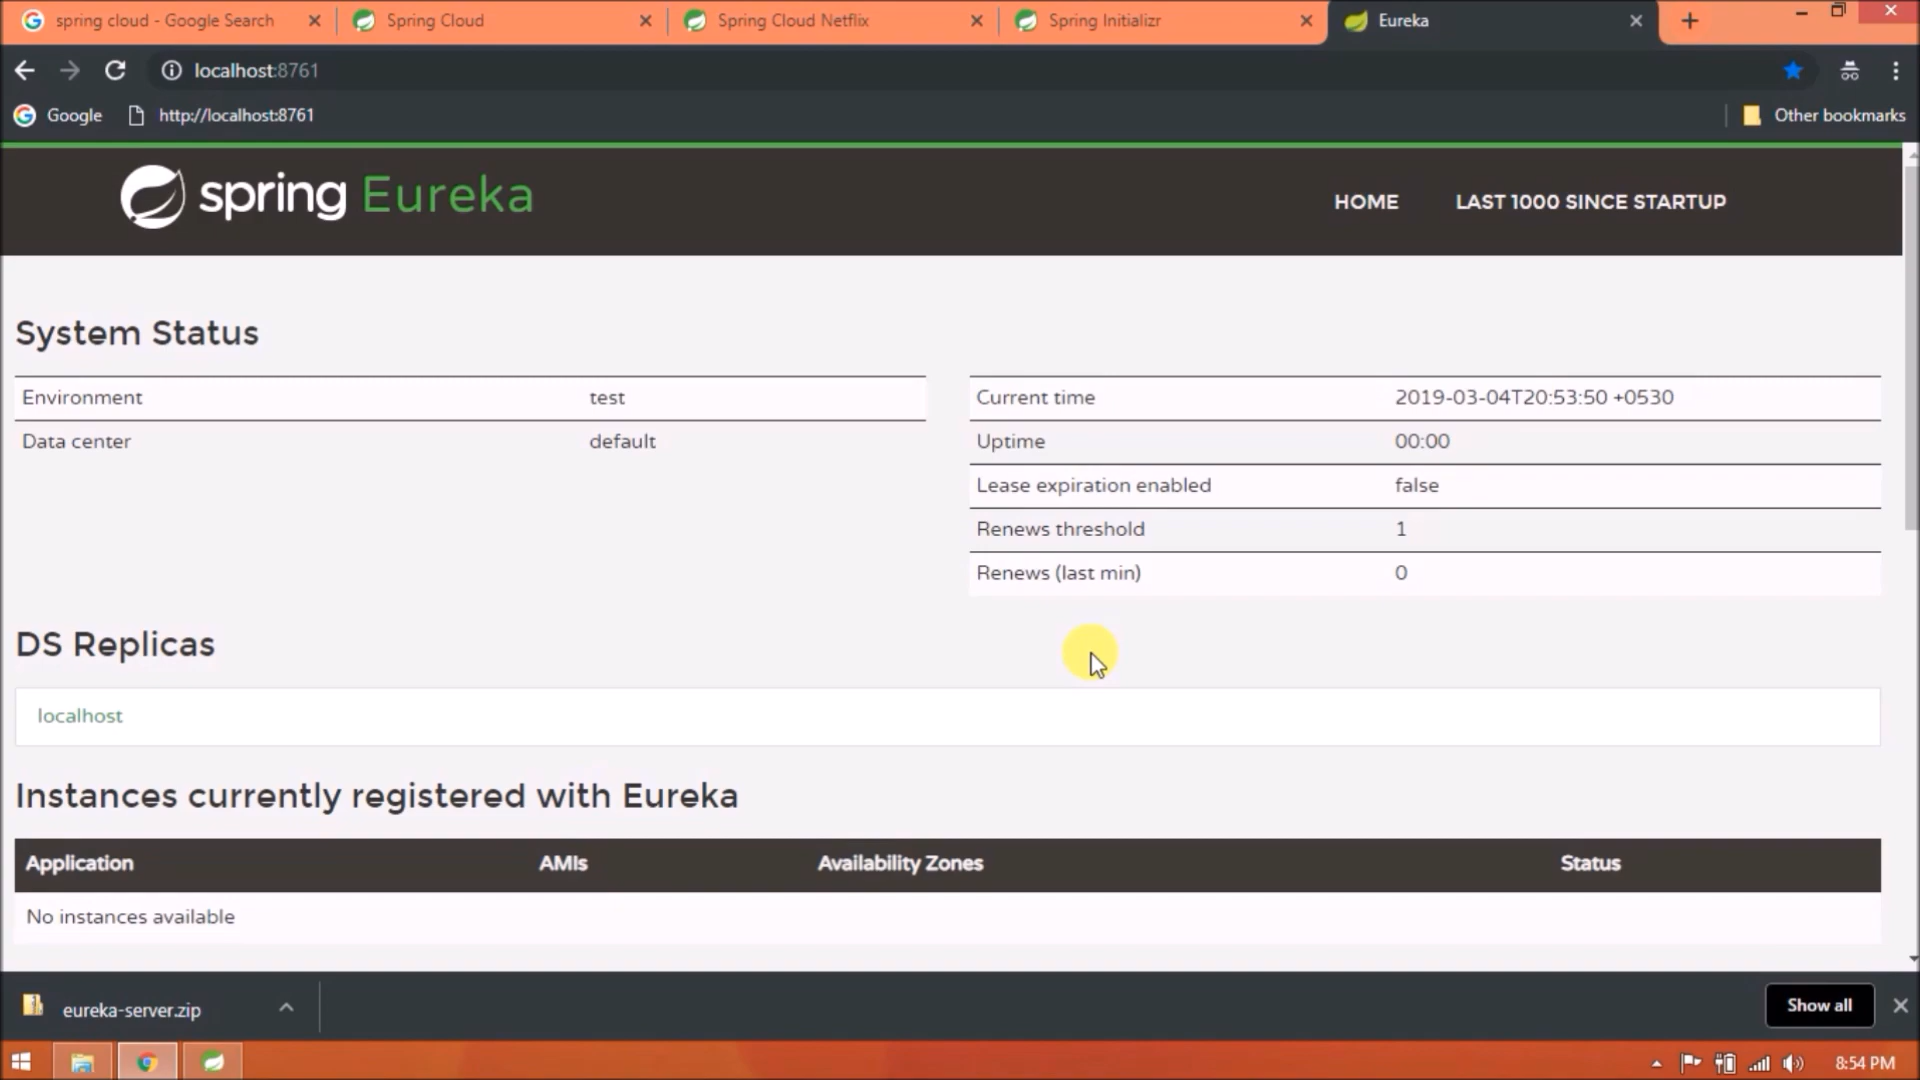 spring cloud - Google Search
Spring Cloud
Spring Cloud Netflix
Spring Initializr
Eureka
localhost:8761
Google
http://localhost:8761
Other bookmarks
spring Eureka
HOME
LAST 1000 SINCE STARTUP
System Status
Environment test
Data center default
Current time 2019-03-04T20:53:50 +0530
Uptime 00:00
Lease expiration enabled false
Renews threshold 1
Renews (last min) 0
DS Replicas
localhost
Instances currently registered with Eureka
Application AMIs Availability Zones Status
No instances available
eureka-server.zip
Show all
8:54 PM